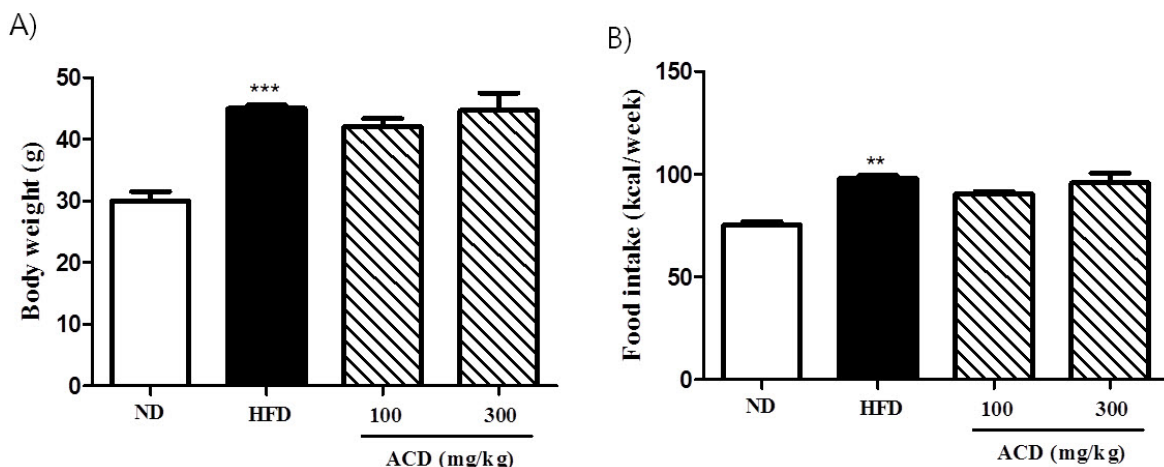 A)
Body weight (g)
50
40
30
20
10
0
***
ND
HFD
100
300
ACD (mg/kg)
B)
Food intake (kcal/week)
150
100
50
0
**
ND
HFD
100
300
ACD (mg/kg)